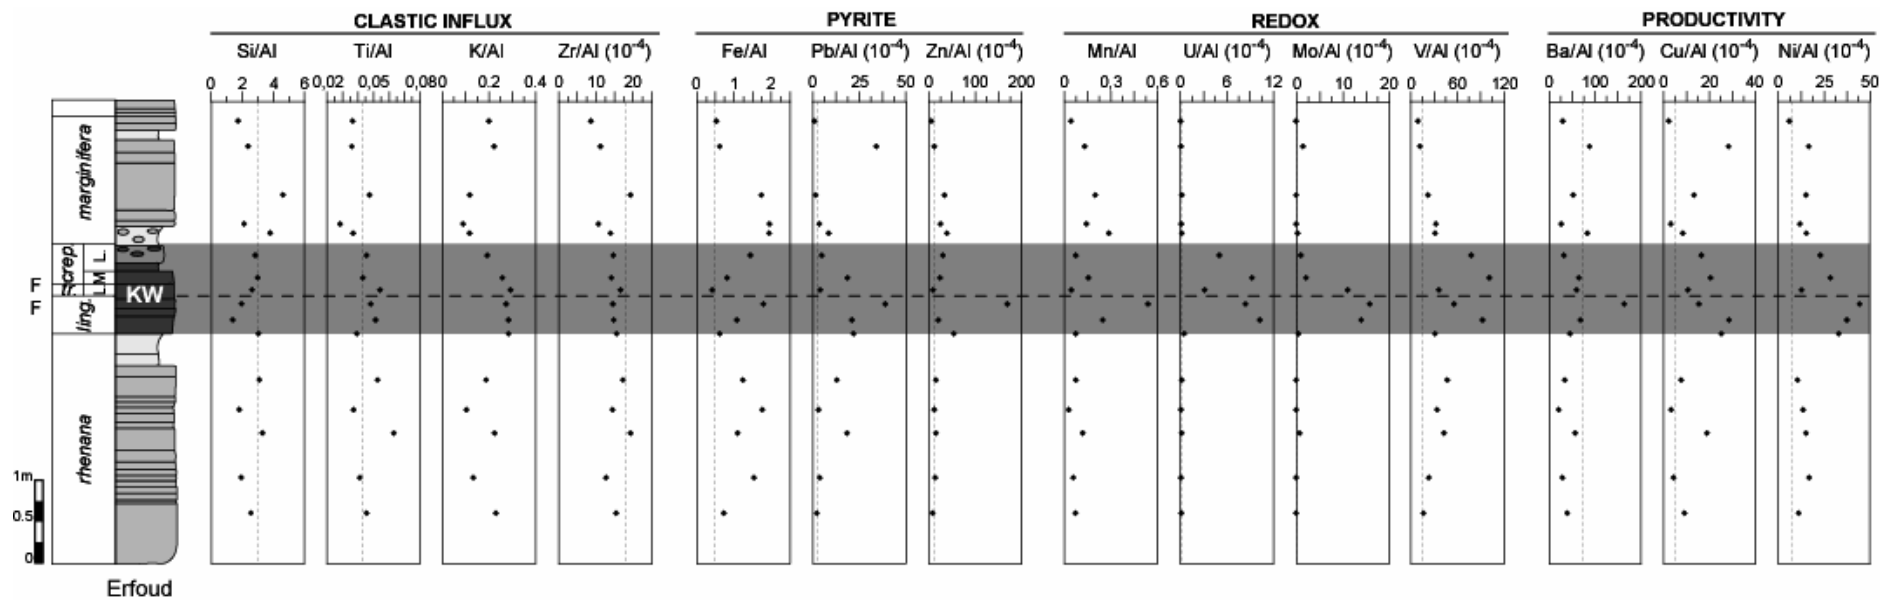 CLASTIC INFLUX PYRITE REDOX PRODUCTIVITY
Si/Al Ti/Al K/Al Zr/Al (10-4) Fe/Al Pb/Al (10-4) Zn/Al (10-4) Mn/Al U/Al (10-4) Mo/Al (10-4) V/Al (10-4) Ba/Al (10-4) Cu/Al (10-4) Ni/Al (10-4)
0 2 4 6 0,02 0,05 0,08 0 0.2 0.4 0 10 20 0 1 2 0 25 50 0 100 200 0 0.3 0.6 0 6 12 0 10 20 0 60 120 0 100 200 0 20 40 0 25 50
marginifera
crep. L.
F tr. L M
KW
F ling.
rhenana
1m
0.5
0
Erfoud